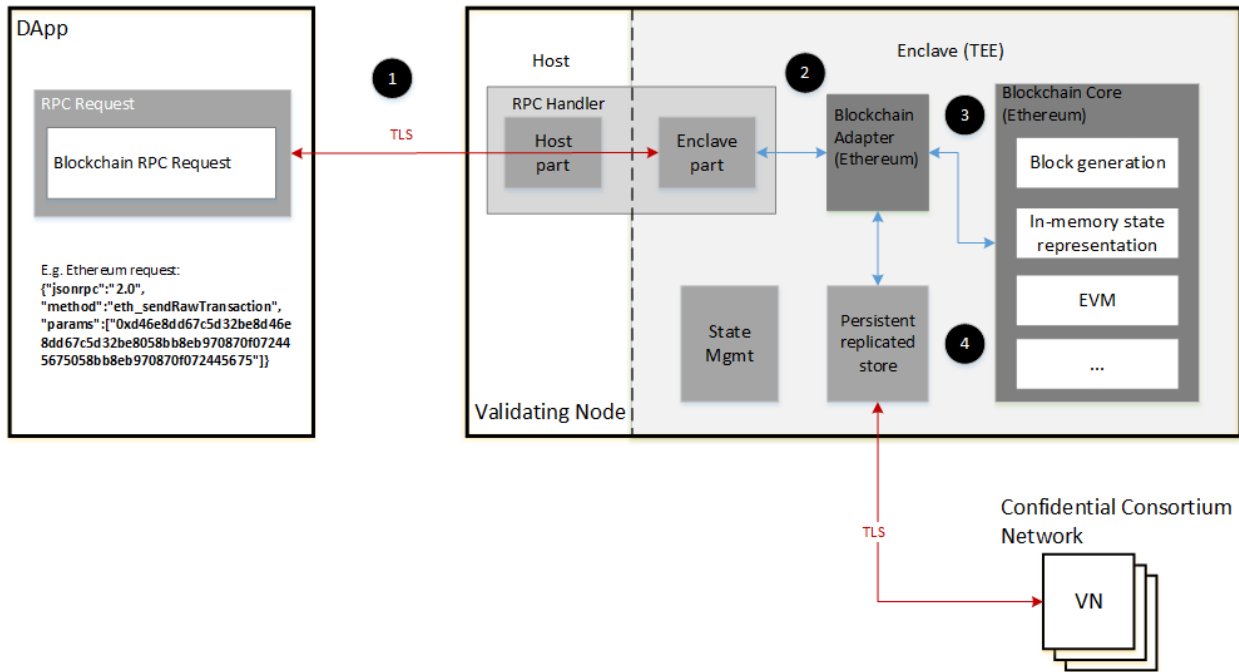 DApp
RPC Request
Blockchain RPC Request
E.g. Ethereum request:
{"jsonrpc":"2.0",
"method":"eth_sendRawTransaction",
"params":["0xd46e8dd67c5d32be8d46e
8dd67c5d32be8058bb8eb970870f07244
5675058bb8eb970870f072445675"]}
1
TLS
Host
RPC Handler
Host
part
Enclave
part
Validating Node
Enclave (TEE)
2
Blockchain
Adapter
(Ethereum)
3
Blockchain Core
(Ethereum)
Block generation
In-memory state
representation
EVM
...
State
Mgmt
Persistent
replicated
store
4
TLS
Confidential Consortium
Network
VN